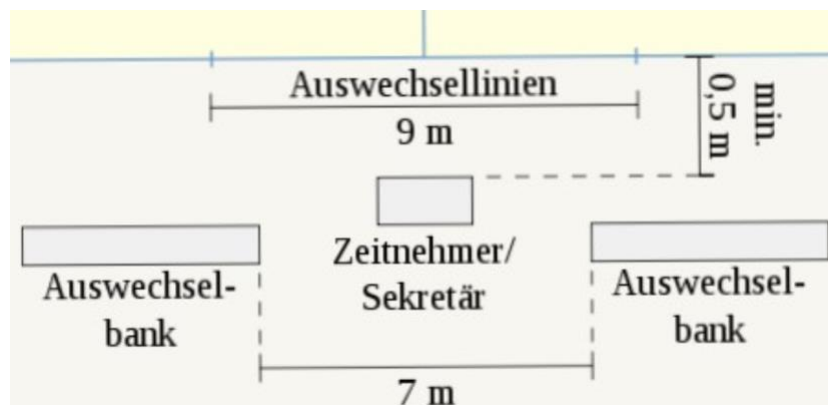 Auswechsellinien
9 m
min.
0,5 m
Zeitnehmer/
Sekretär
Auswechsel-
bank
Auswechsel-
bank
7 m